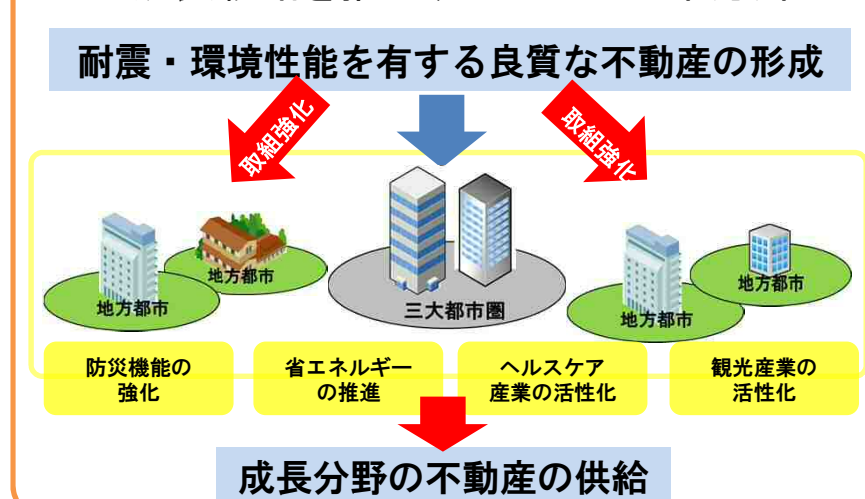 耐震・環境性能を有する良質な不動産の形成
取組強化
取組強化
地方都市
地方都市
三大都市圏
地方都市
地方都市
防災機能の
強化
省エネルギー
の推進
ヘルスケア
産業の活性化
観光産業の
活性化
成長分野の不動産の供給